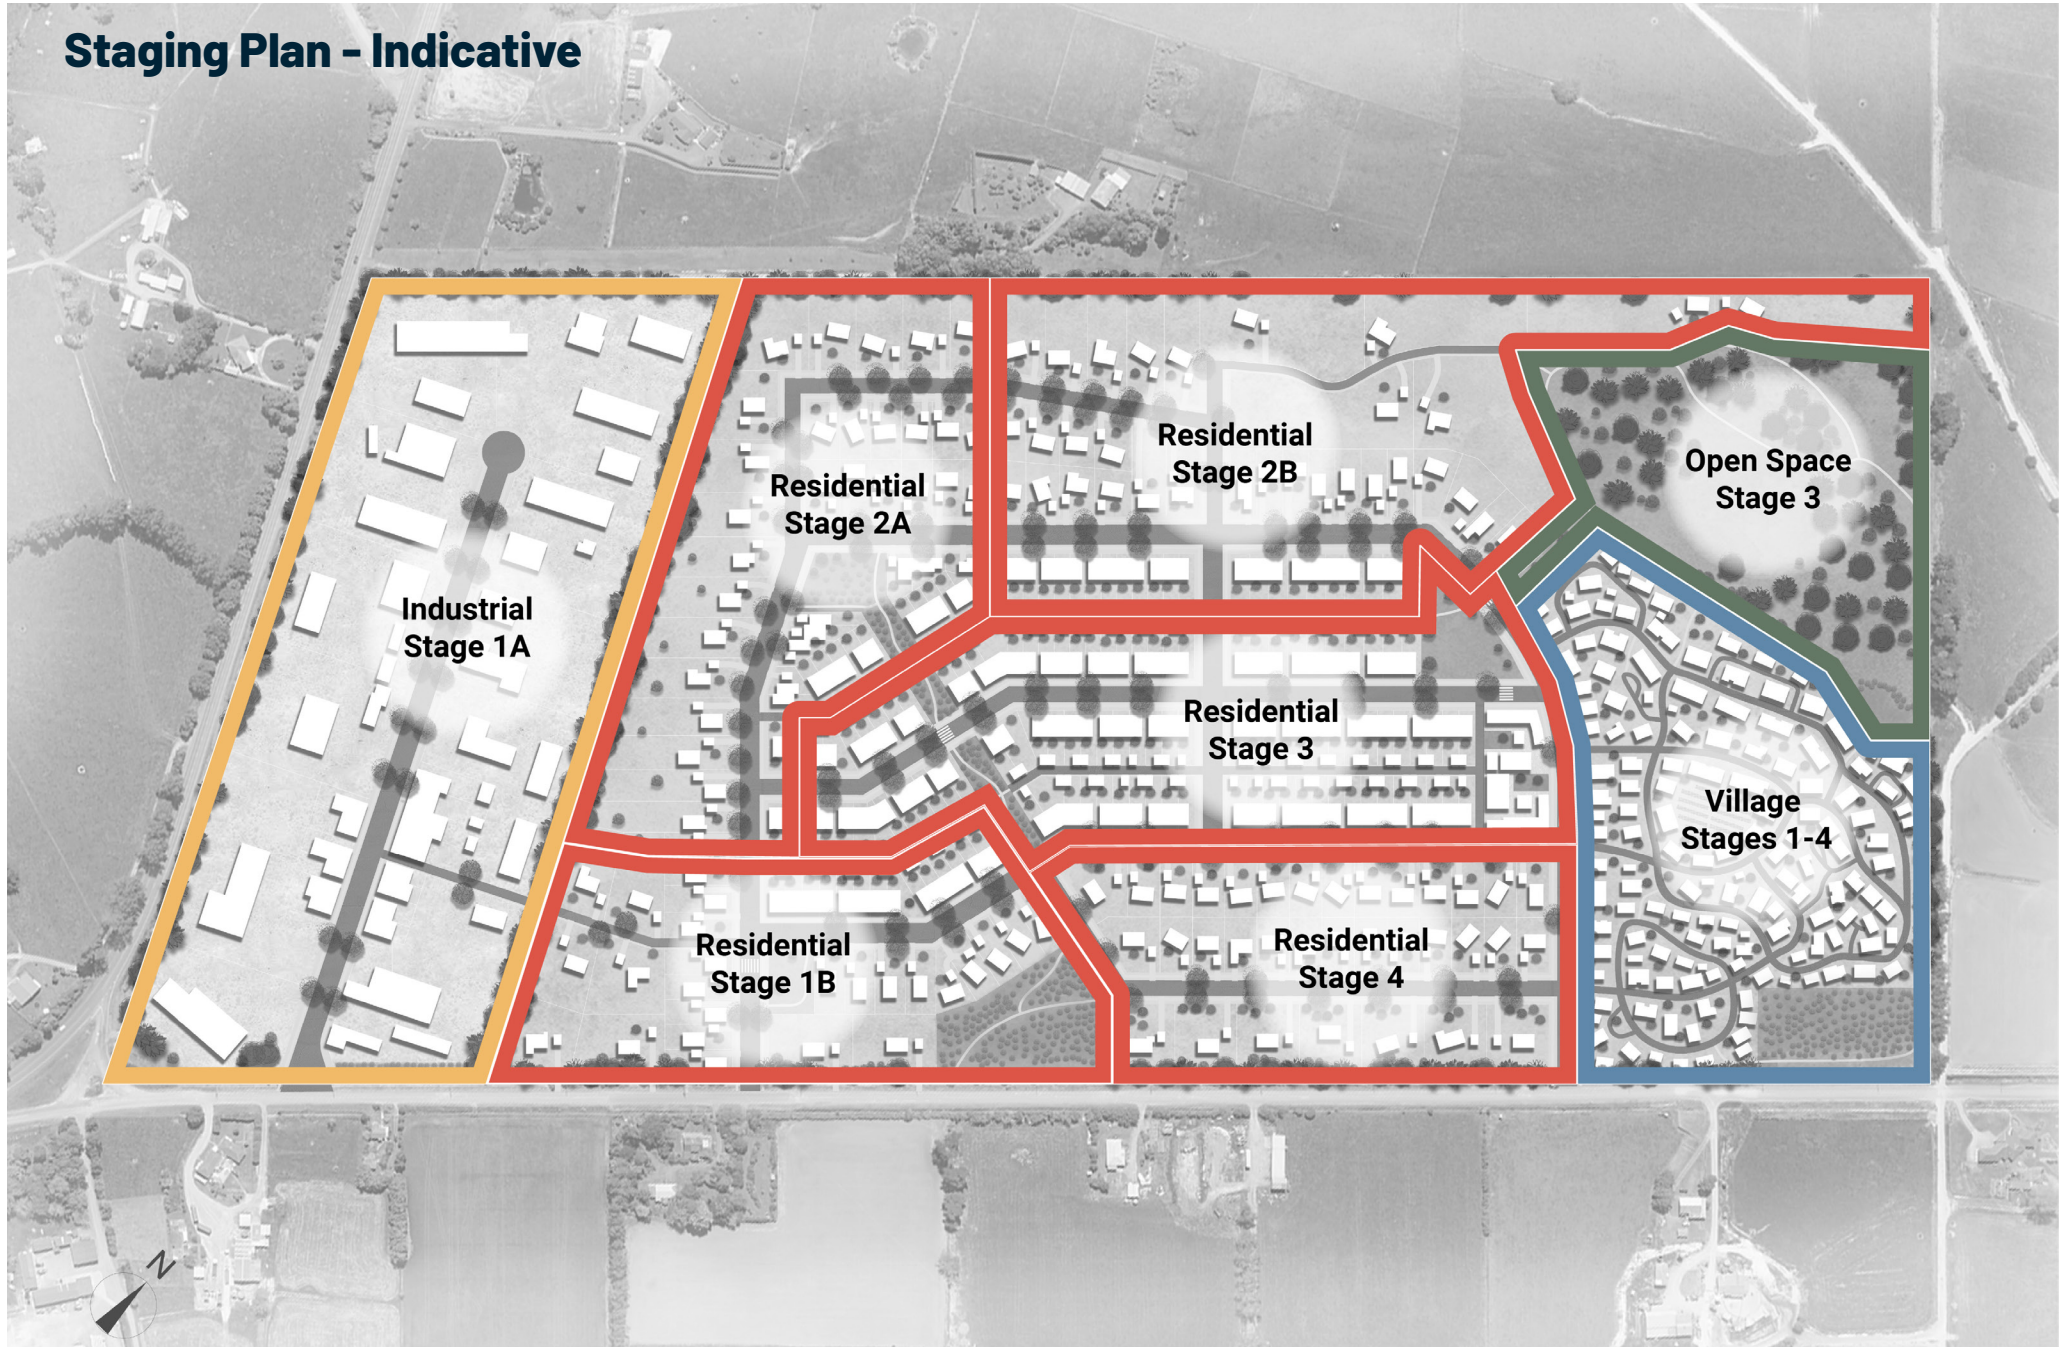 Staging Plan - Indicative
Residential
Stage 2B
Open Space
Stage 3
Residential
Stage 2A
Industrial
Stage 1A
Residential
Stage 3
Village
Stages 1-4
Residential
Stage 1B
Residential
Stage 4
N